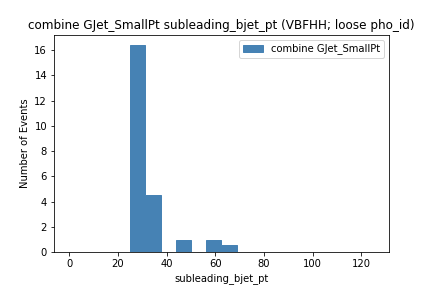 combine GJet_SmallPt subleading_bjet_pt (VBFHH; loose pho_id)
combine GJet_SmallPt
16
14
12
10
8
6
4
2
0
Number of Events
0 20 40 60 80 100 120
subleading_bjet_pt